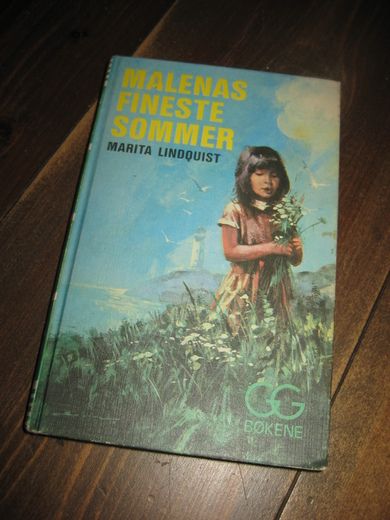 MALENAS
FINESTE
SOMMER
MARITA LINDQUIST
GG
BØKENE